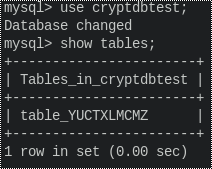 mysql> use cryptdbtest;
Database changed
mysql> show tables;
+-----------------------+
| Tables_in_cryptdbtest |
+-----------------------+
| table_YUCTXLMCMZ      |
+-----------------------+
1 row in set (0.00 sec)